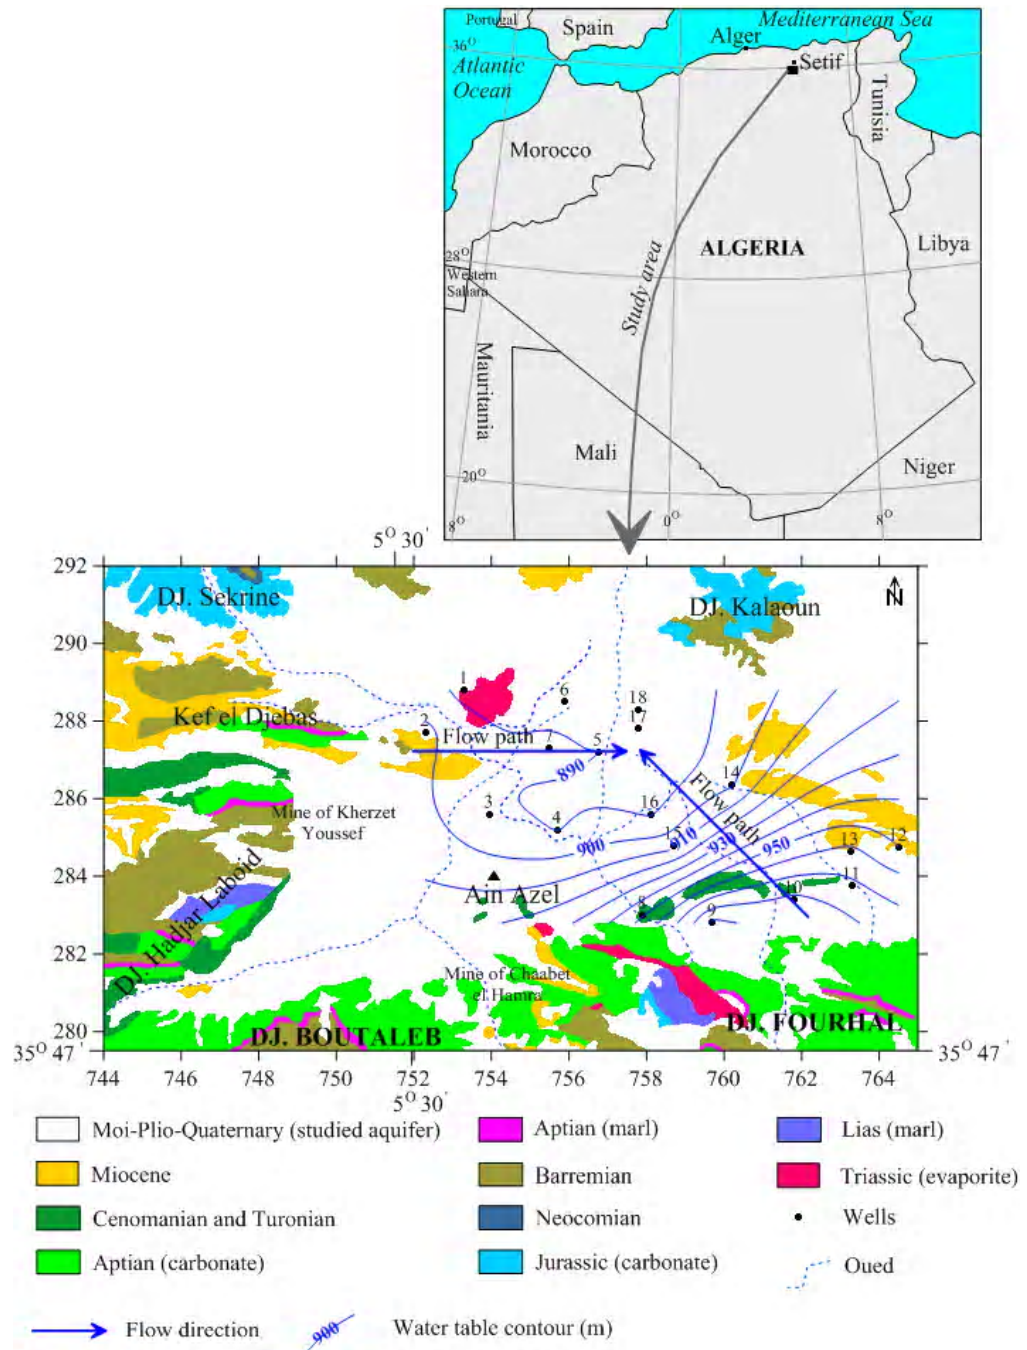 Portugal
Spain
Mediterranean Sea
36°
Alger
Atlantic
Ocean
Setif
Tunisia
Morocco
ALGERIA
Libya
28°
Western
Sahara
Study area
Mauritania
Mali
Niger
20°
8°
0°
8°
5° 30'
292
DJ. Sekrine
DJ. Kalaoun
N
290
1
6
18
288
Kef el Djebas
2
Flow path
7
5
17
890
14
Flow path
286
Mine of Kherzet
Youssef
3
4
16
900
15
910
930
950
13
12
284
Ain Azel
DJ. Hadjar Laboid
8
9
10
11
282
Mine of Chaabet
el Hamra
280
DJ. BOUTALEB
DJ. FOURHAL
35° 47'
35° 47'
744
746
748
750
752
754
756
758
760
762
764
5° 30'
Moi-Plio-Quaternary (studied aquifer)
Aptian (marl)
Lias (marl)
Miocene
Barremian
Triassic (evaporite)
Cenomanian and Turonian
Neocomian
Wells
Aptian (carbonate)
Jurassic (carbonate)
Oued
Flow direction
900
Water table contour (m)